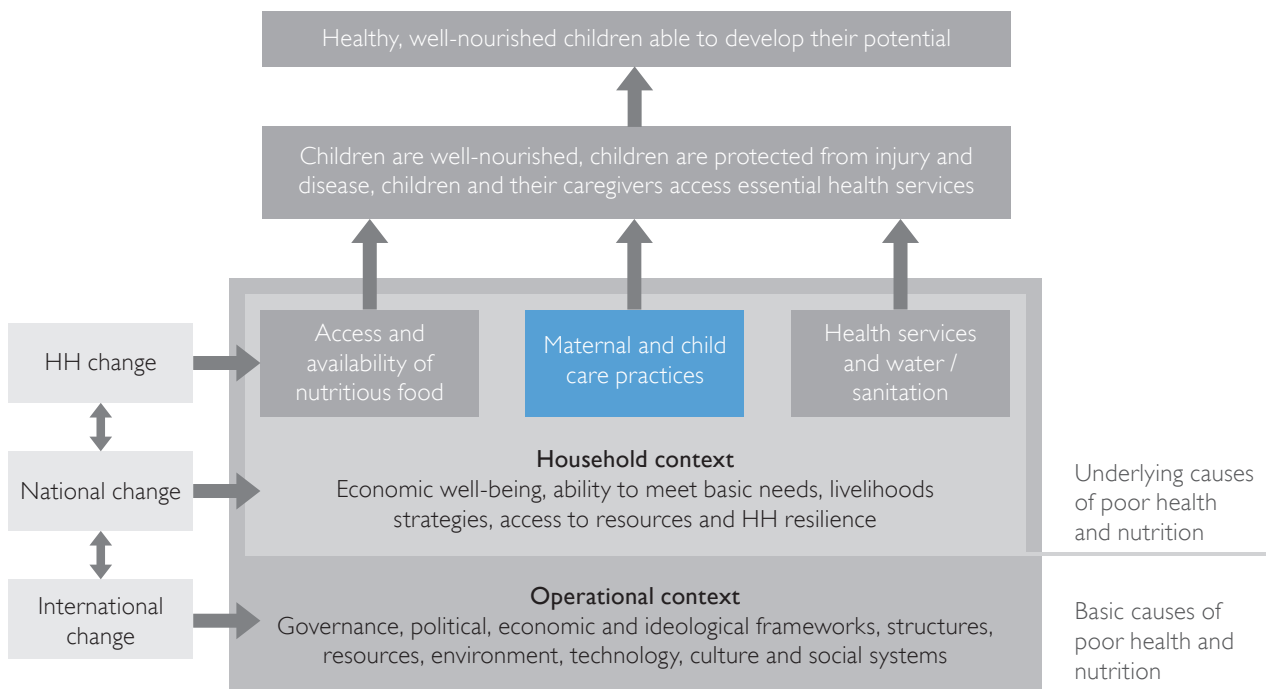 Healthy, well-nourished children able to develop their potential
Children are well-nourished, children are protected from injury and
disease, children and their caregivers access essential health services
HH change
Access and
availability of
nutritious food
Maternal and child
care practices
Health services
and water /
sanitation
National change
Household context
Economic well-being, ability to meet basic needs, livelihoods
strategies, access to resources and HH resilience
Underlying causes
of poor health
and nutrition
International
change
Operational context
Governance, political, economic and ideological frameworks, structures,
resources, environment, technology, culture and social systems
Basic causes of
poor health and
nutrition